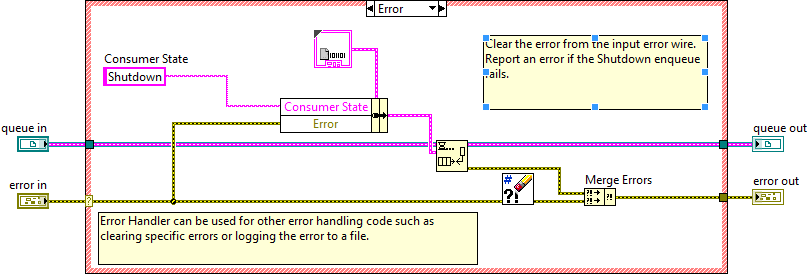 Error
Clear the error from the input error wire.
Report an error if the Shutdown enqueue
fails.
Consumer State
Shutdown
Consumer State
Error
queue in
queue out
error in
?
#
?!
Merge Errors
error out
Error Handler can be used for other error handling code such as
clearing specific errors or logging the error to a file.